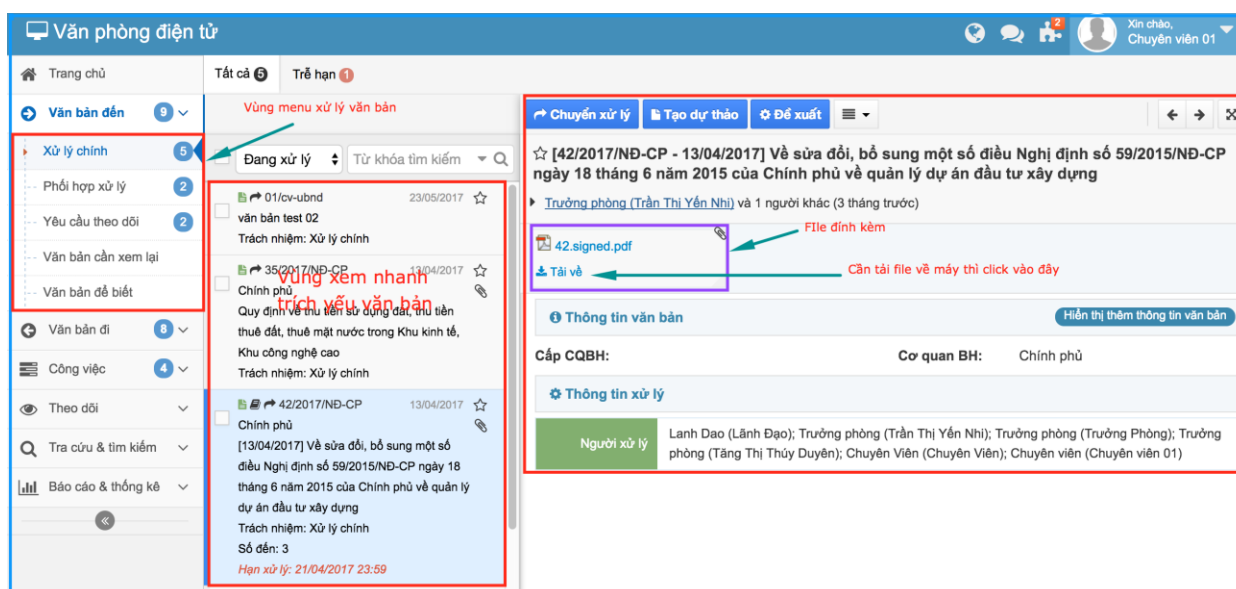 Văn phòng điện tử
2
Xin chào,
Chuyên viên 01
Trang chủ
Văn bản đến 9
Xử lý chính 5
Phối hợp xử lý 2
Yêu cầu theo dõi 2
Văn bản cần xem lại
Văn bản để biết
Văn bản đi 8
Công việc 4
Theo dõi
Tra cứu & tìm kiếm
Báo cáo & thống kê
Tất cả 5 Trễ hạn 1
Vùng menu xử lý văn bản
Đang xử lý Từ khóa tìm kiếm
01/cv-ubnd 23/05/2017
văn bản test 02
Trách nhiệm: Xử lý chính
35/2017/NĐ-CP 13/04/2017
Chính phủ
Quy định về thu tiền sử dụng đất, thu tiền
thuê đất, thuê mặt nước trong Khu kinh tế,
Khu công nghệ cao
Trách nhiệm: Xử lý chính
Vùng xem nhanh
trích yếu văn bản
42/2017/NĐ-CP 13/04/2017
Chính phủ
[13/04/2017] Về sửa đổi, bổ sung một số
điều Nghị định số 59/2015/NĐ-CP ngày 18
tháng 6 năm 2015 của Chính phủ về quản lý
dự án đầu tư xây dựng
Trách nhiệm: Xử lý chính
Số đến: 3
Hạn xử lý: 21/04/2017 23:59
Chuyển xử lý Tạo dự thảo Đề xuất
[42/2017/NĐ-CP - 13/04/2017] Về sửa đổi, bổ sung một số điều Nghị định số 59/2015/NĐ-CP
ngày 18 tháng 6 năm 2015 của Chính phủ về quản lý dự án đầu tư xây dựng
Trưởng phòng (Trần Thị Yến Nhi) và 1 người khác (3 tháng trước)
42.signed.pdf
FIle đính kèm
Tải về
Cần tải file về máy thì click vào đây
Thông tin văn bản Hiển thị thêm thông tin văn bản
Cấp CQBH: Cơ quan BH: Chính phủ
Thông tin xử lý
Người xử lý
Lanh Dao (Lãnh Đạo); Trưởng phòng (Trần Thị Yến Nhi); Trưởng phòng (Trưởng Phòng); Trưởng
phòng (Tăng Thị Thúy Duyên); Chuyên Viên (Chuyên Viên); Chuyên viên (Chuyên viên 01)